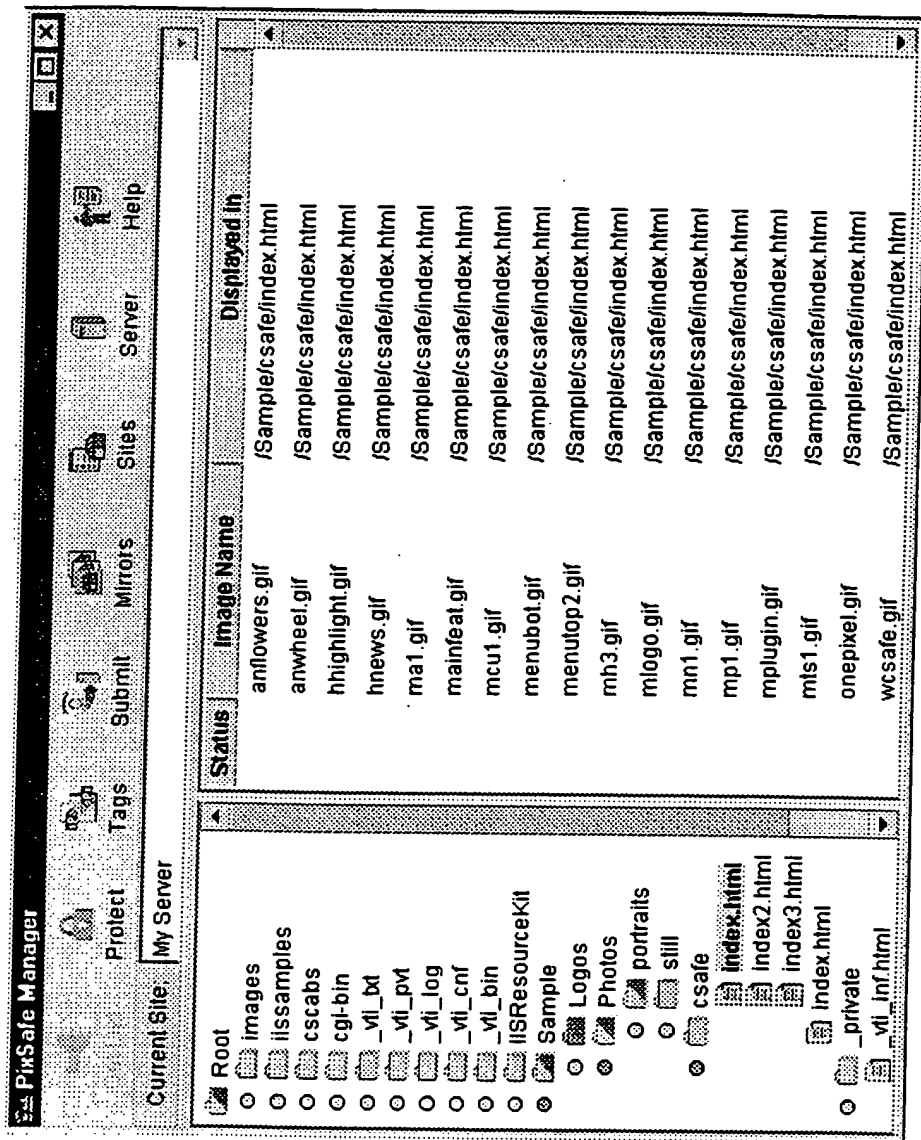 PixSafe Manager
Protect Tags Submit Mirrors Sites Server Help
Current Site: My Server
Root
images
iissamples
cscabs
cgi-bin
_vti_txt
_vti_pvt
_vti_log
_vti_cnf
_vti_bin
IISResourceKit
Sample
Logos
Photos
portraits
still
csafe
index.html
Index2.html
index3.html
index.html
_private
_vti_inf.html
Status Image Name Displayed in
anflowers.gif /Sample/csafe/index.html
anwheel.gif /Sample/csafe/index.html
hhighlight.gif /Sample/csafe/index.html
hnews.gif /Sample/csafe/index.html
ma1.gif /Sample/csafe/index.html
mainfeat.gif /Sample/csafe/index.html
mcu1.gif /Sample/csafe/index.html
menubot.gif /Sample/csafe/index.html
menutop2.gif /Sample/csafe/index.html
mh3.gif /Sample/csafe/index.html
mlogo.gif /Sample/csafe/index.html
mn1.gif /Sample/csafe/index.html
mp1.gif /Sample/csafe/index.html
mplugin.gif /Sample/csafe/index.html
mts1.gif /Sample/csafe/index.html
onepixel.gif /Sample/csafe/index.html
wcsafe.gif /Sample/csafe/index.html